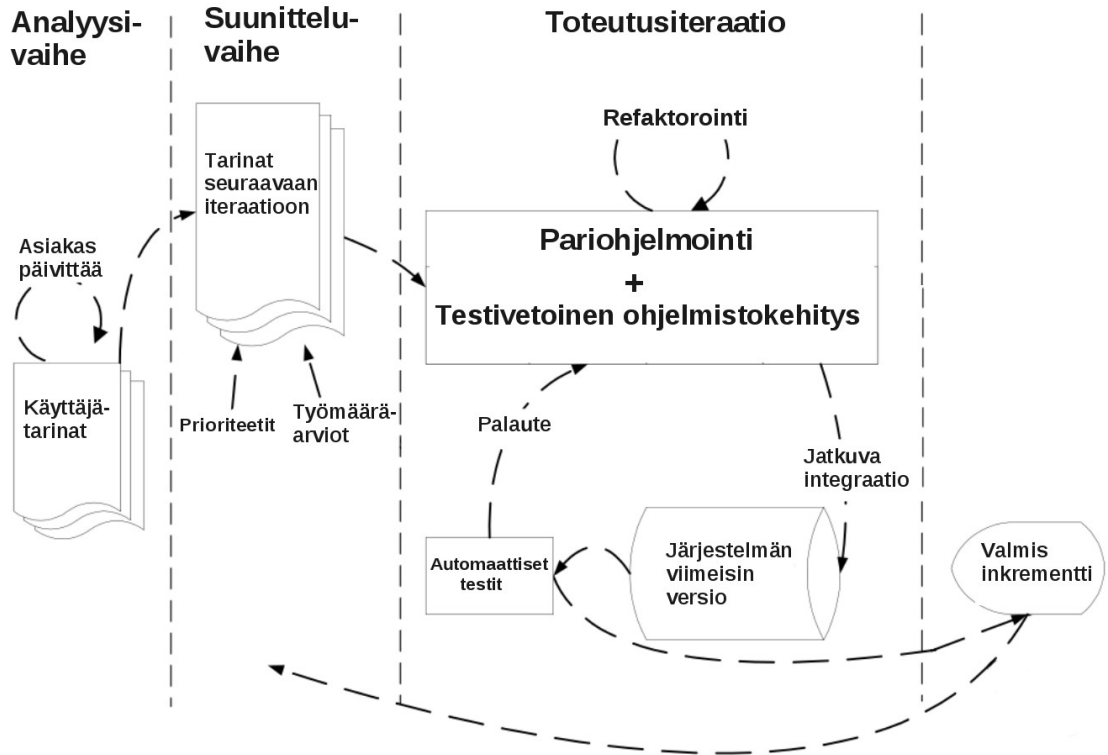 Analyysi-
vaihe
Suunittelu-
vaihe
Toteutusiteraatio
Refaktorointi
Tarinat
seuraavaan
iteraatioon
Pariohjelmointi
+
Testivetoinen ohjelmistokehitys
Asiakas
päivittää
Käyttäjä-
tarinat
Prioriteetit
Työmäärä-
arviot
Palaute
Jatkuva
integraatio
Automaattiset
testit
Järjestelmän
viimeisin
versio
Valmis
inkrementti